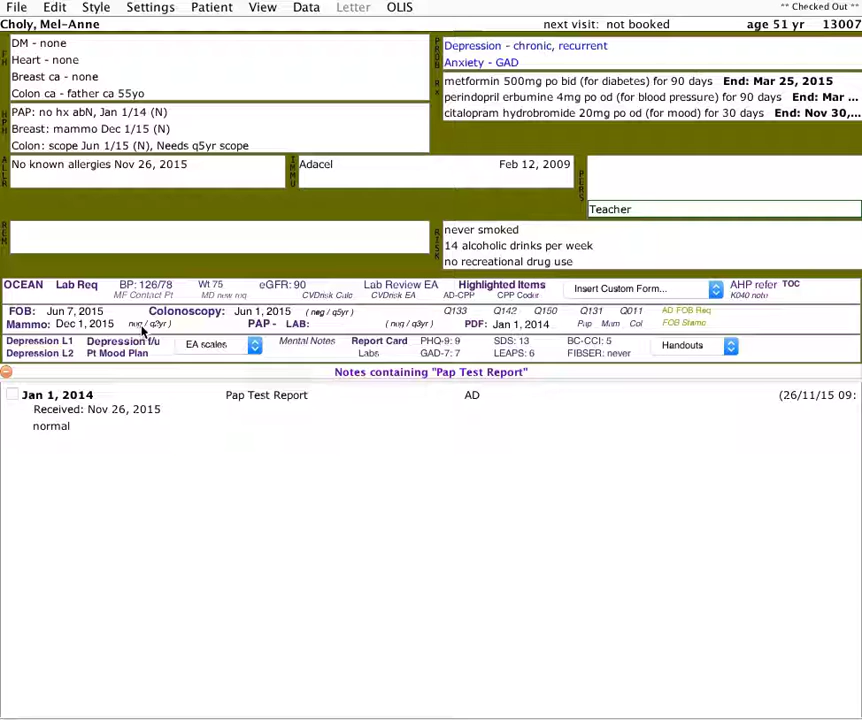 File Edit Style Settings Patient View Data Letter OLIS ** Checked Out **
Choly, Mel-Anne next visit: not booked age 51 yr 13007
FH
DM - none
Heart - none
Breast ca - none
Colon ca - father ca 55yo
PROB
Depression - chronic, recurrent
Anxiety - GAD
Rx
metformin 500mg po bid (for diabetes) for 90 days End: Mar 25, 2015
perindopril erbumine 4mg po od (for blood pressure) for 90 days End: Mar ...
citalopram hydrobromide 20mg po od (for mood) for 30 days End: Nov 30,...
HPH
PAP: no hx abN, Jan 1/14 (N)
Breast: mammo Dec 1/15 (N)
Colon: scope Jun 1/15 (N), Needs q5yr scope
ALLR
No known allergies Nov 26, 2015
IMMU
Adacel Feb 12, 2009
PERS
Teacher
REM
RISK
never smoked
14 alcoholic drinks per week
no recreational drug use
OCEAN Lab Req BP: 126/78 Wt 75 eGFR: 90 Lab Review EA Highlighted Items Insert Custom Form... AHP refer TOC
MF Contact Pt MD new req CVDrisk Calc CVDrisk EA AD-CPP CPP Coder K040 note
FOB: Jun 7, 2015 Colonoscopy: Jun 1, 2015 ( neg / q5yr ) Q133 Q142 Q150 Q131 Q011 AD FOB Req
Mammo: Dec 1, 2015 neg / q2yr ) PAP - LAB: ( neg / q3yr ) PDF: Jan 1, 2014 Pap Mam Col FOB Stamp
Depression L1 Depression f/u EA scales Mental Notes Report Card PHQ-9: 9 SDS: 13 BC-CCI: 5 Handouts
Depression L2 Pt Mood Plan Labs GAD-7: 7 LEAPS: 6 FIBSER: never
Notes containing "Pap Test Report"
Jan 1, 2014 Pap Test Report AD (26/11/15 09:
Received: Nov 26, 2015
normal